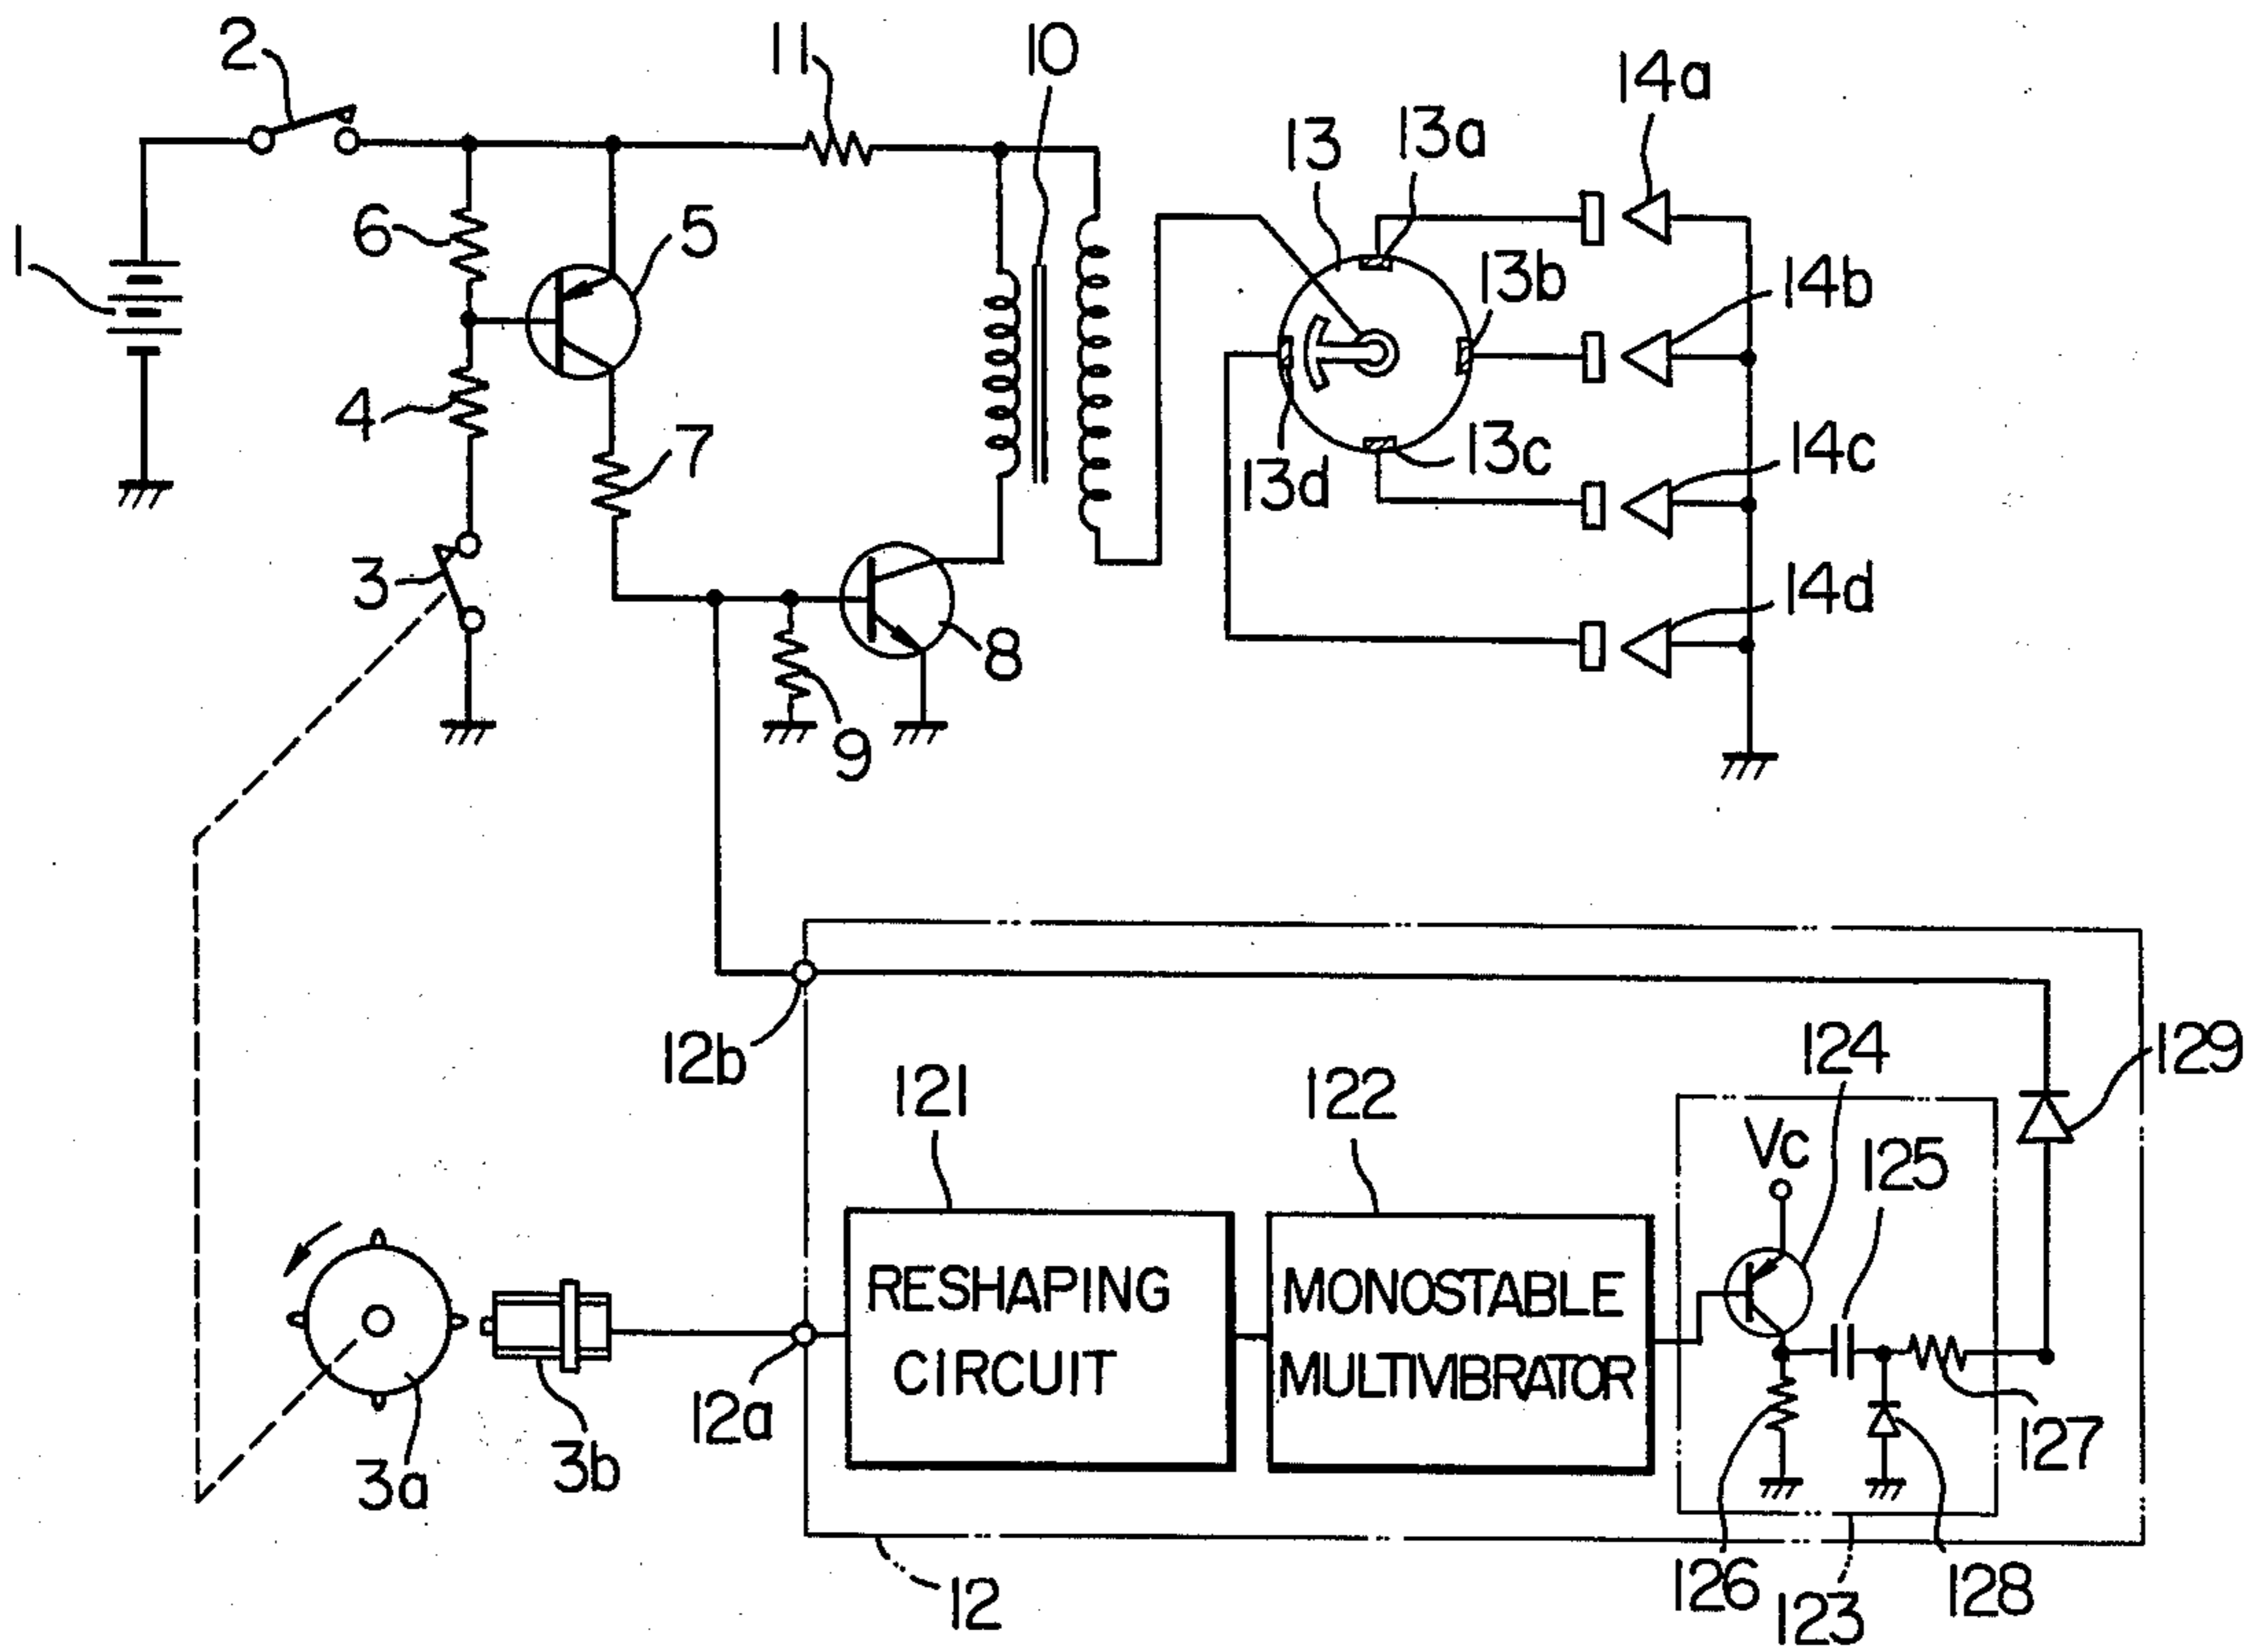 2
11
10
14a
13
13a
1
6
5
13b
14b
4
7
13d
13c
14c
3
8
14d
9
12b
121
122
124
129
Vc
125
RESHAPING
CIRCUIT
MONOSTABLE
MULTIVIBRATOR
12a
3a
3b
127
126
123
128
12